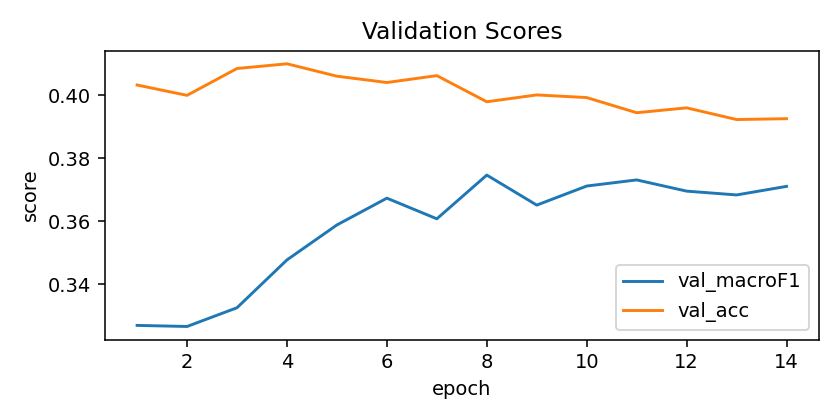 Validation Scores
score
0.40
0.38
0.36
0.34
val_macroF1
val_acc
2 4 6 8 10 12 14
epoch